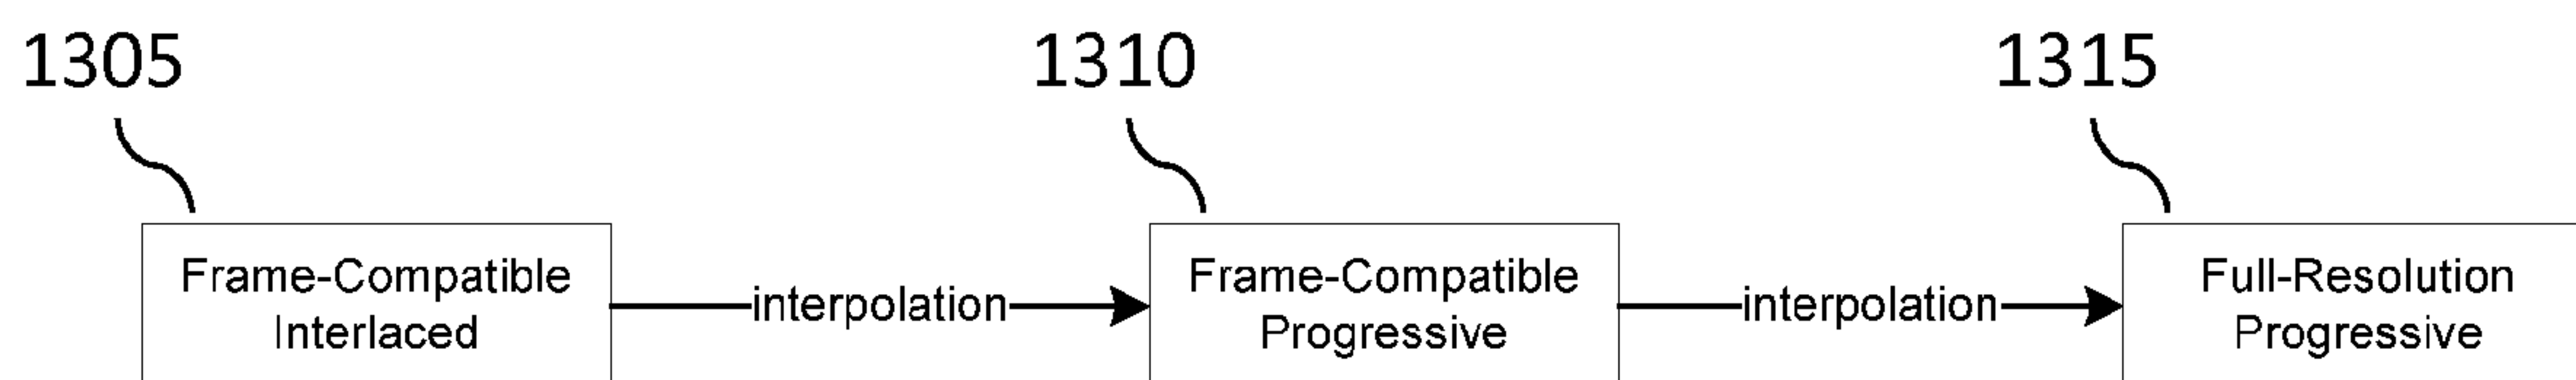 1305
1310
1315
Frame-Compatible
Interlaced
interpolation
Frame-Compatible
Progressive
interpolation
Full-Resolution
Progressive